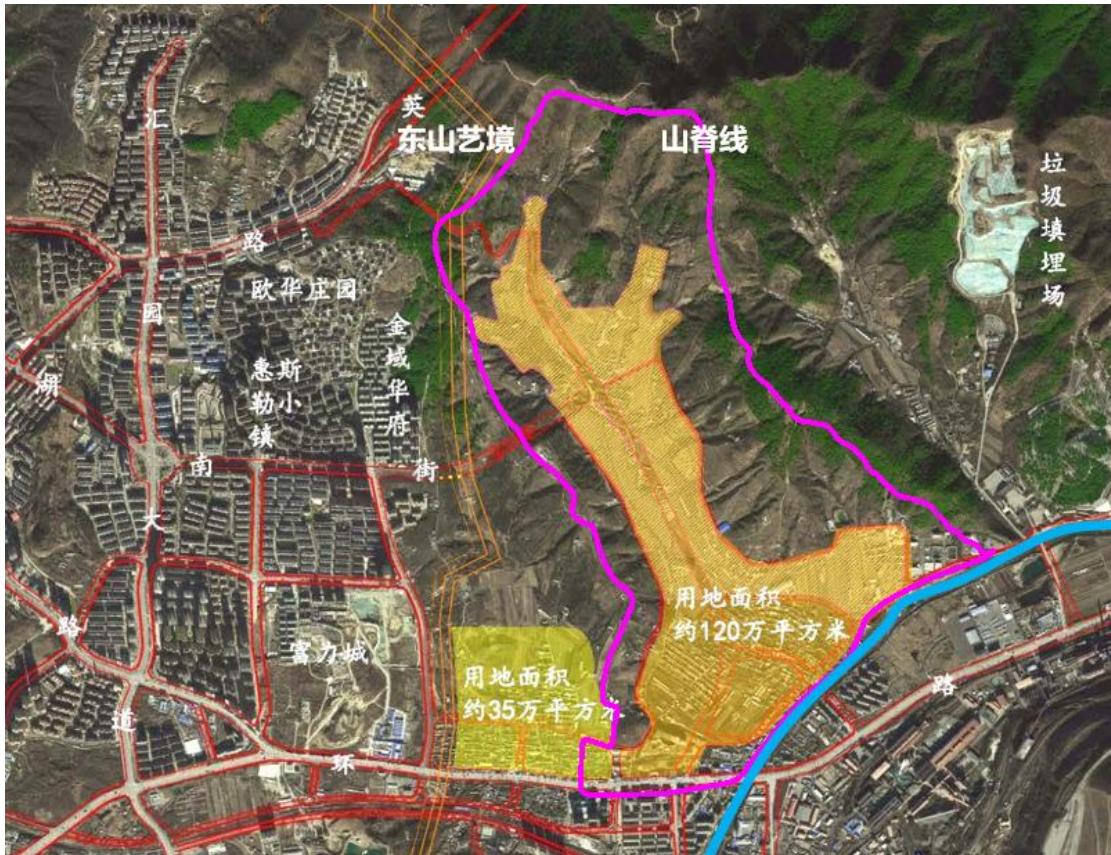 汇
英
东山艺境
山脊线
垃圾填埋场
路
欧华庄园
园
金域华府
惠斯
勒小
镇
湖
南
街
大
用地面积
约120万平方米
路
富力城
用地面积
约35万平方米
道
环
路